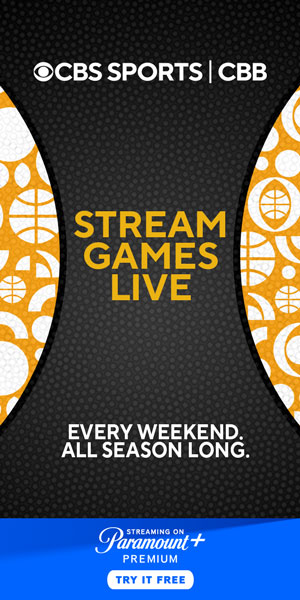 CBS SPORTS | CBB
STREAM
GAMES
LIVE
EVERY WEEKEND.
ALL SEASON LONG.
STREAMING ON
Paramount+
PREMIUM
TRY IT FREE